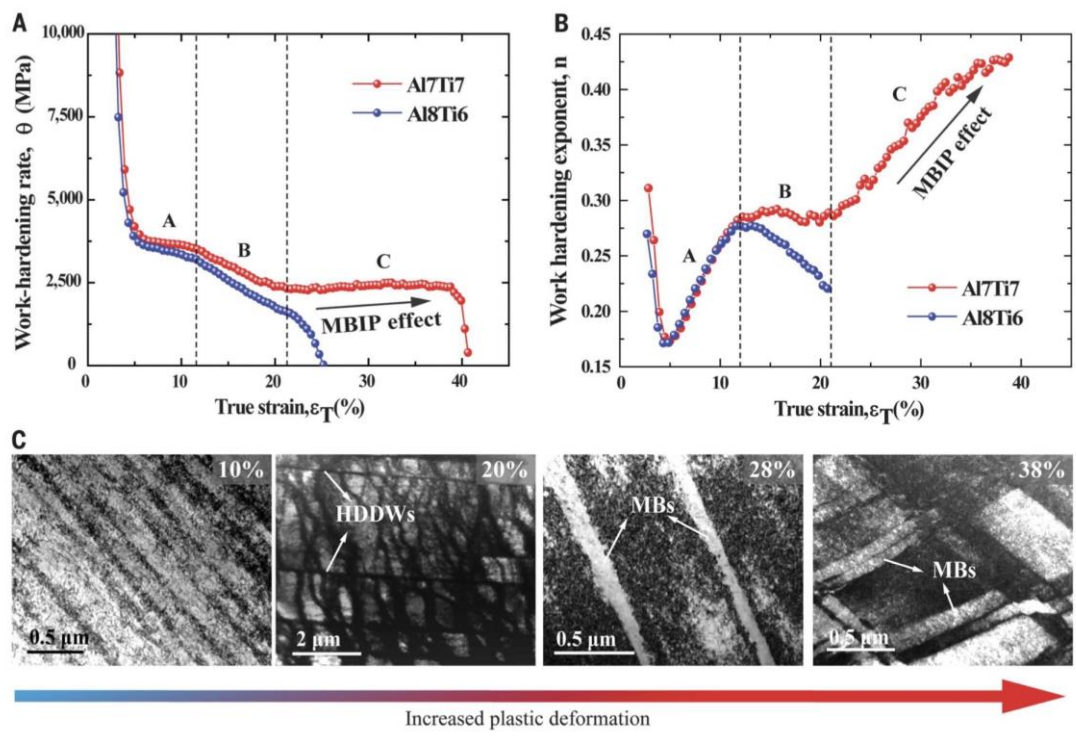 A
10,000
7,500
5,000
2,500
0
Work-hardening rate, θ (MPa)
Al7Ti7
Al8Ti6
A
B
C
MBIP effect
0 10 20 30 40
True strain,εT(%)
B
0.45
0.40
0.35
0.30
0.25
0.20
0.15
Work hardening exponent, n
C
B
A
MBIP effect
Al7Ti7
Al8Ti6
0 10 20 30 40
True strain,εT(%)
C
10%
0.5 μm
20%
HDDWs
2 μm
28%
MBs
0.5 μm
38%
MBs
0.5 μm
Increased plastic deformation